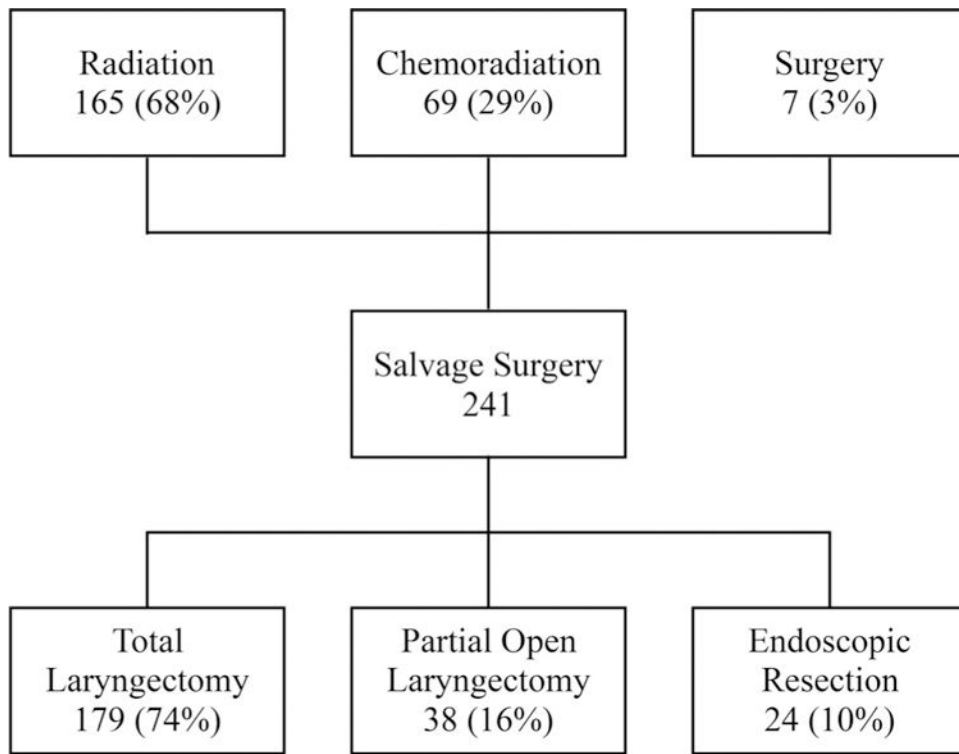 Radiation
165 (68%)
Chemoradiation
69 (29%)
Surgery
7 (3%)
Salvage Surgery
241
Total
Laryngectomy
179 (74%)
Partial Open
Laryngectomy
38 (16%)
Endoscopic
Resection
24 (10%)